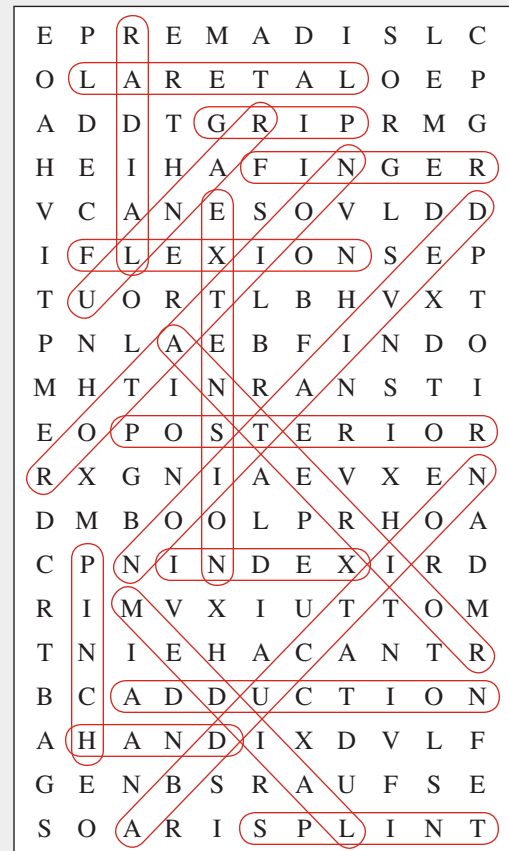 E P R E M A D I S L C
O L A R E T A L O E P
A D D T G R I P R M G
H E I H A F I N G E R
V C A N E S O V L D D
I F L E X I O N S E P
T U O R T L B H V X T
P N L A E B F I N D O
M H T I N R A N S T I
E O P O S T E R I O R
R X G N I A E V X E N
D M B O O L P R H O A
C P N I N D E X I R D
R I M V X I U T T O M
T N I E H A C A N T R
B C A D D U C T I O N
A H A N D I X D V L F
G E N B S R A U F S E
S O A R I S P L I N T